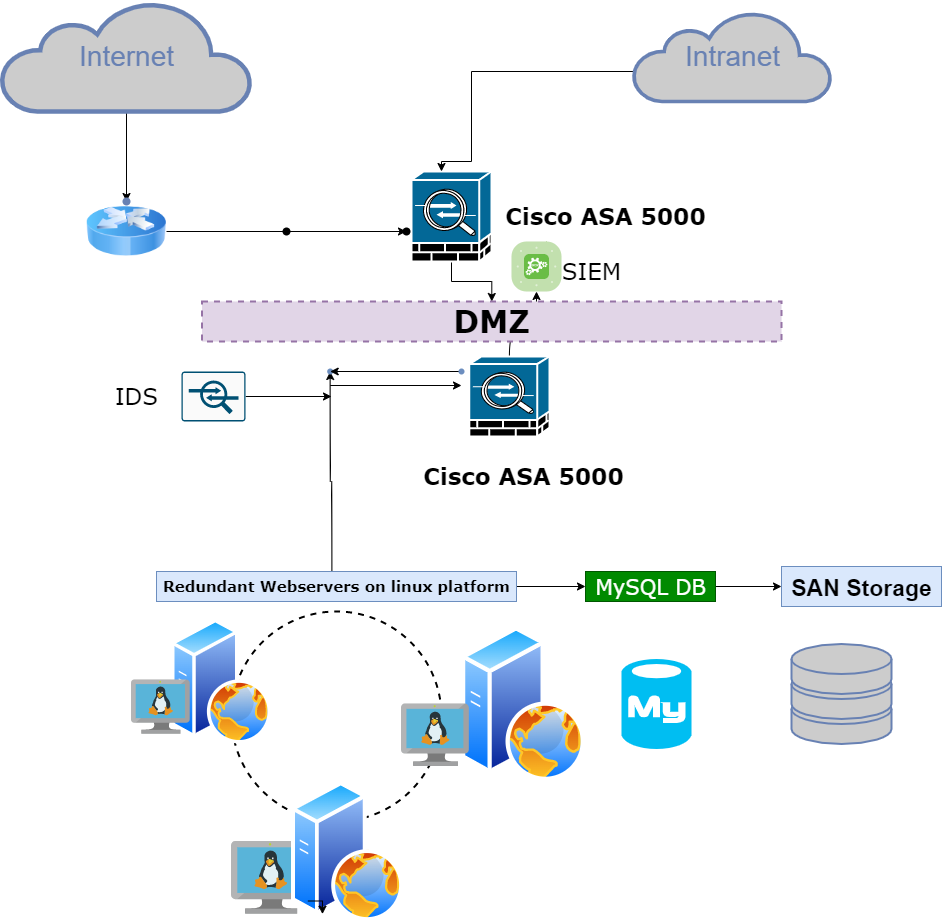 Internet
Intranet
Cisco ASA 5000
SIEM
DMZ
IDS
Cisco ASA 5000
Redundant Webservers on linux platform
MySQL DB
SAN Storage
My